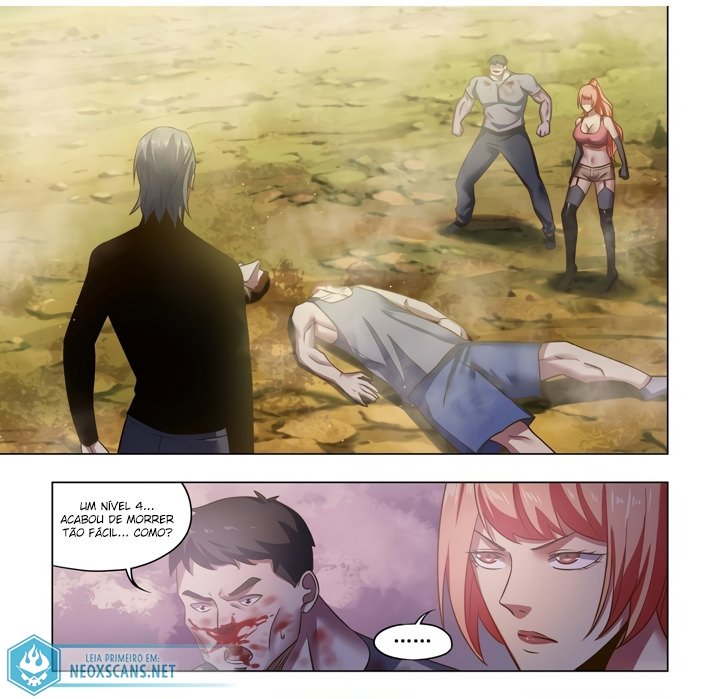 UM NÍVEL 4...
ACABOU DE MORRER
TÃO FÁCIL... COMO?
......
LEIA PRIMEIRO EM:
NEOXSCANS.NET